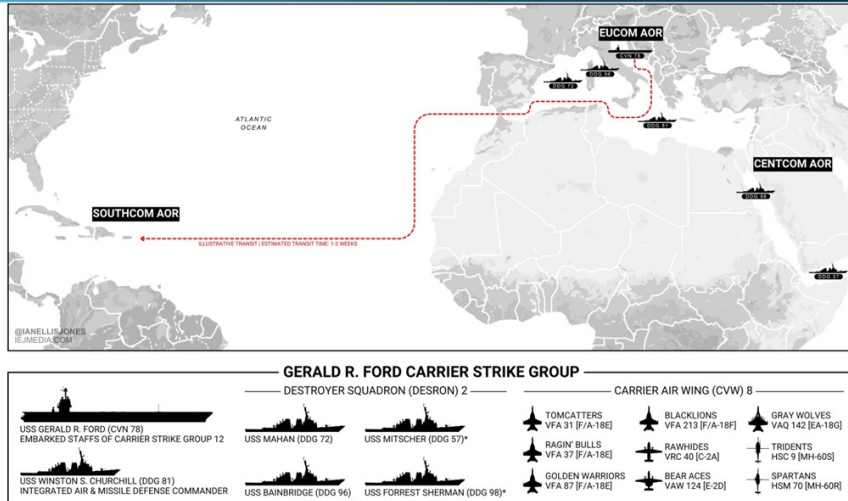 EUCOM AOR
CVN 78
DDG 96
DDG 72
DDG 81
ATLANTIC
OCEAN
CENTCOM AOR
DDG 98
SOUTHCOM AOR
ILLUSTRATIVE TRANSIT | ESTIMATED TRANSIT TIME: 1-2 WEEKS
DDG 57
@IANELLISJONES
IEJMEDIA.COM
GERALD R. FORD CARRIER STRIKE GROUP
DESTROYER SQUADRON (DESRON) 2
CARRIER AIR WING (CVW) 8
USS GERALD R. FORD (CVN 78)
EMBARKED STAFFS OF CARRIER STRIKE GROUP 12
USS WINSTON S. CHURCHILL (DDG 81)
INTEGRATED AIR & MISSILE DEFENSE COMMANDER
USS MAHAN (DDG 72)
USS MITSCHER (DDG 57)*
USS BAINBRIDGE (DDG 96)
USS FORREST SHERMAN (DDG 98)*
TOMCATTERS
VFA 31 [F/A-18E]
BLACKLIONS
VFA 213 [F/A-18F]
GRAY WOLVES
VAQ 142 [EA-18G]
RAGIN' BULLS
VFA 37 [F/A-18E]
RAWHIDES
VRC 40 [C-2A]
TRIDENTS
HSC 9 [MH-60S]
GOLDEN WARRIORS
VFA 87 [F/A-18E]
BEAR ACES
VAW 124 [E-2D]
SPARTANS
HSM 70 [MH-60R]